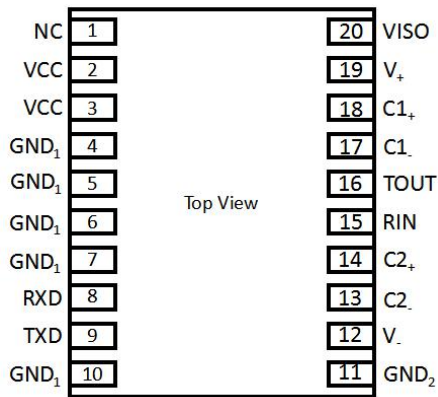 NC 1 20 VISO
VCC 2 19 V₊
VCC 3 18 C1₊
GND₁ 4 17 C1₋
GND₁ 5 16 TOUT
Top View
GND₁ 6 15 RIN
GND₁ 7 14 C2₊
RXD 8 13 C2₋
TXD 9 12 V₋
GND₁ 10 11 GND₂